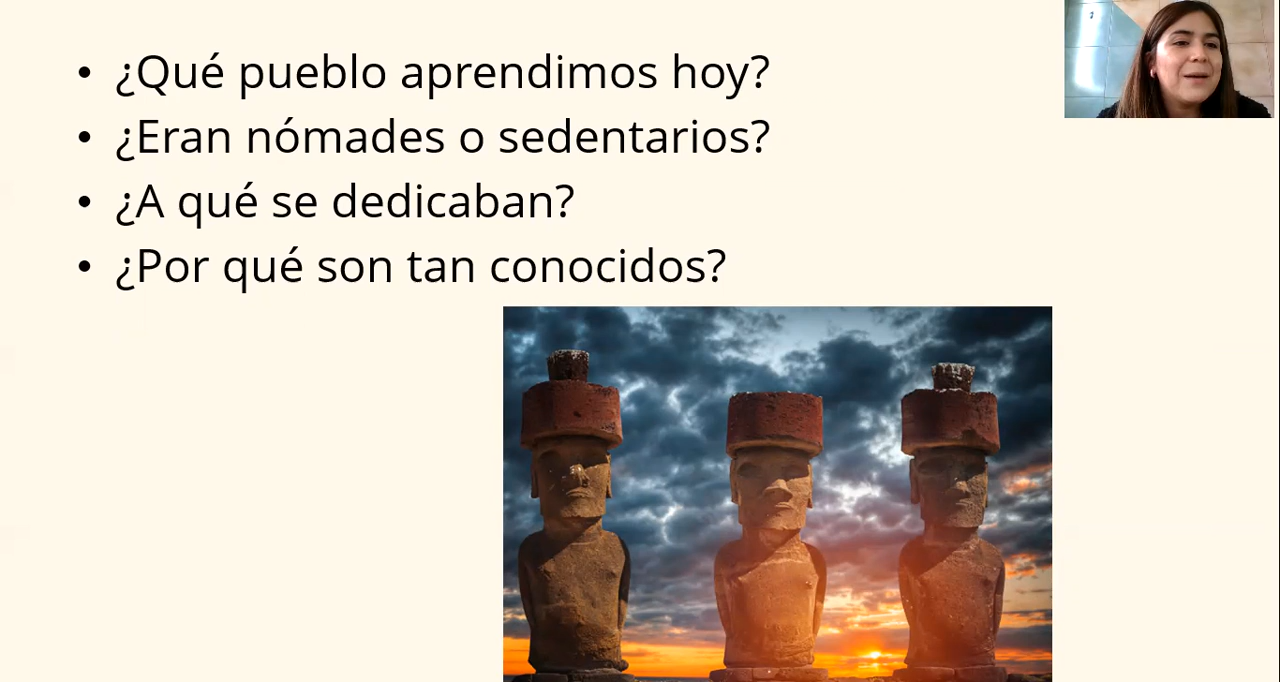 • ¿Qué pueblo aprendimos hoy?
• ¿Eran nómades o sedentarios?
• ¿A qué se dedicaban?
• ¿Por qué son tan conocidos?